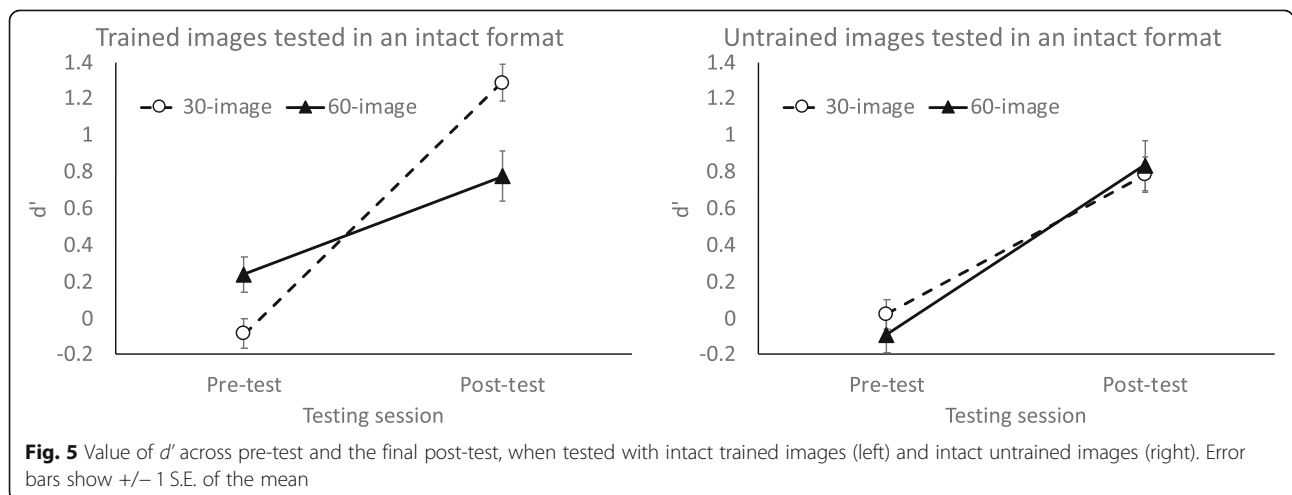 Trained images tested in an intact format
1.4
1.2
1
0.8
0.6
0.4
0.2
0
-0.2
d'
30-image
60-image
Pre-test
Post-test
Testing session
Untrained images tested in an intact format
1.4
1.2
1
0.8
0.6
0.4
0.2
0
-0.2
d'
30-image
60-image
Pre-test
Post-test
Testing session
Fig. 5 Value of d′ across pre-test and the final post-test, when tested with intact trained images (left) and intact untrained images (right). Error
bars show +/− 1 S.E. of the mean